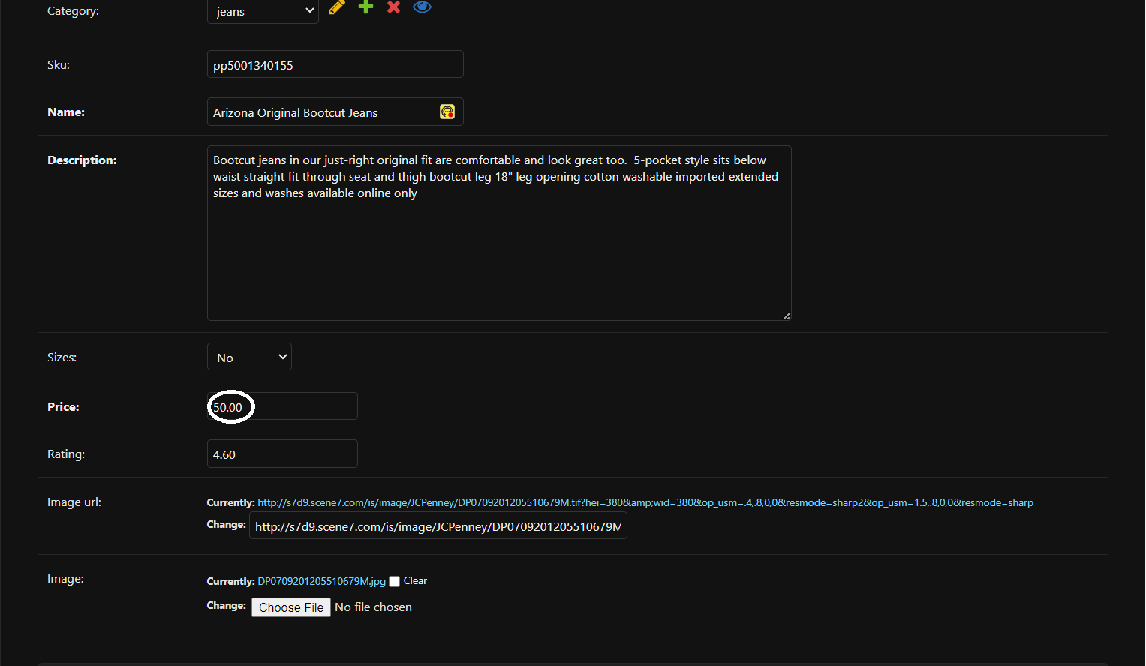 Category:
jeans
Sku:
pp5001340155
Name:
Arizona Original Bootcut Jeans
Description:
Bootcut jeans in our just-right original fit are comfortable and look great too.  5-pocket style sits below
waist straight fit through seat and thigh bootcut leg 18" leg opening cotton washable imported extended
sizes and washes available online only
Sizes:
No
Price:
50.00
Rating:
4.60
Image url:
Currently: http://s7d9.scene7.com/is/image/JCPenney/DP0709201205510679M.tif?hei=380&amp;wid=380&op_usm=.4,.8,0,0&resmode=sharp2&op_usm=1.5,.8,0,0&resmode=sharp
Change: http://s7d9.scene7.com/is/image/JCPenney/DP0709201205510679M
Image:
Currently: DP0709201205510679M.jpg Clear
Change: Choose File No file chosen